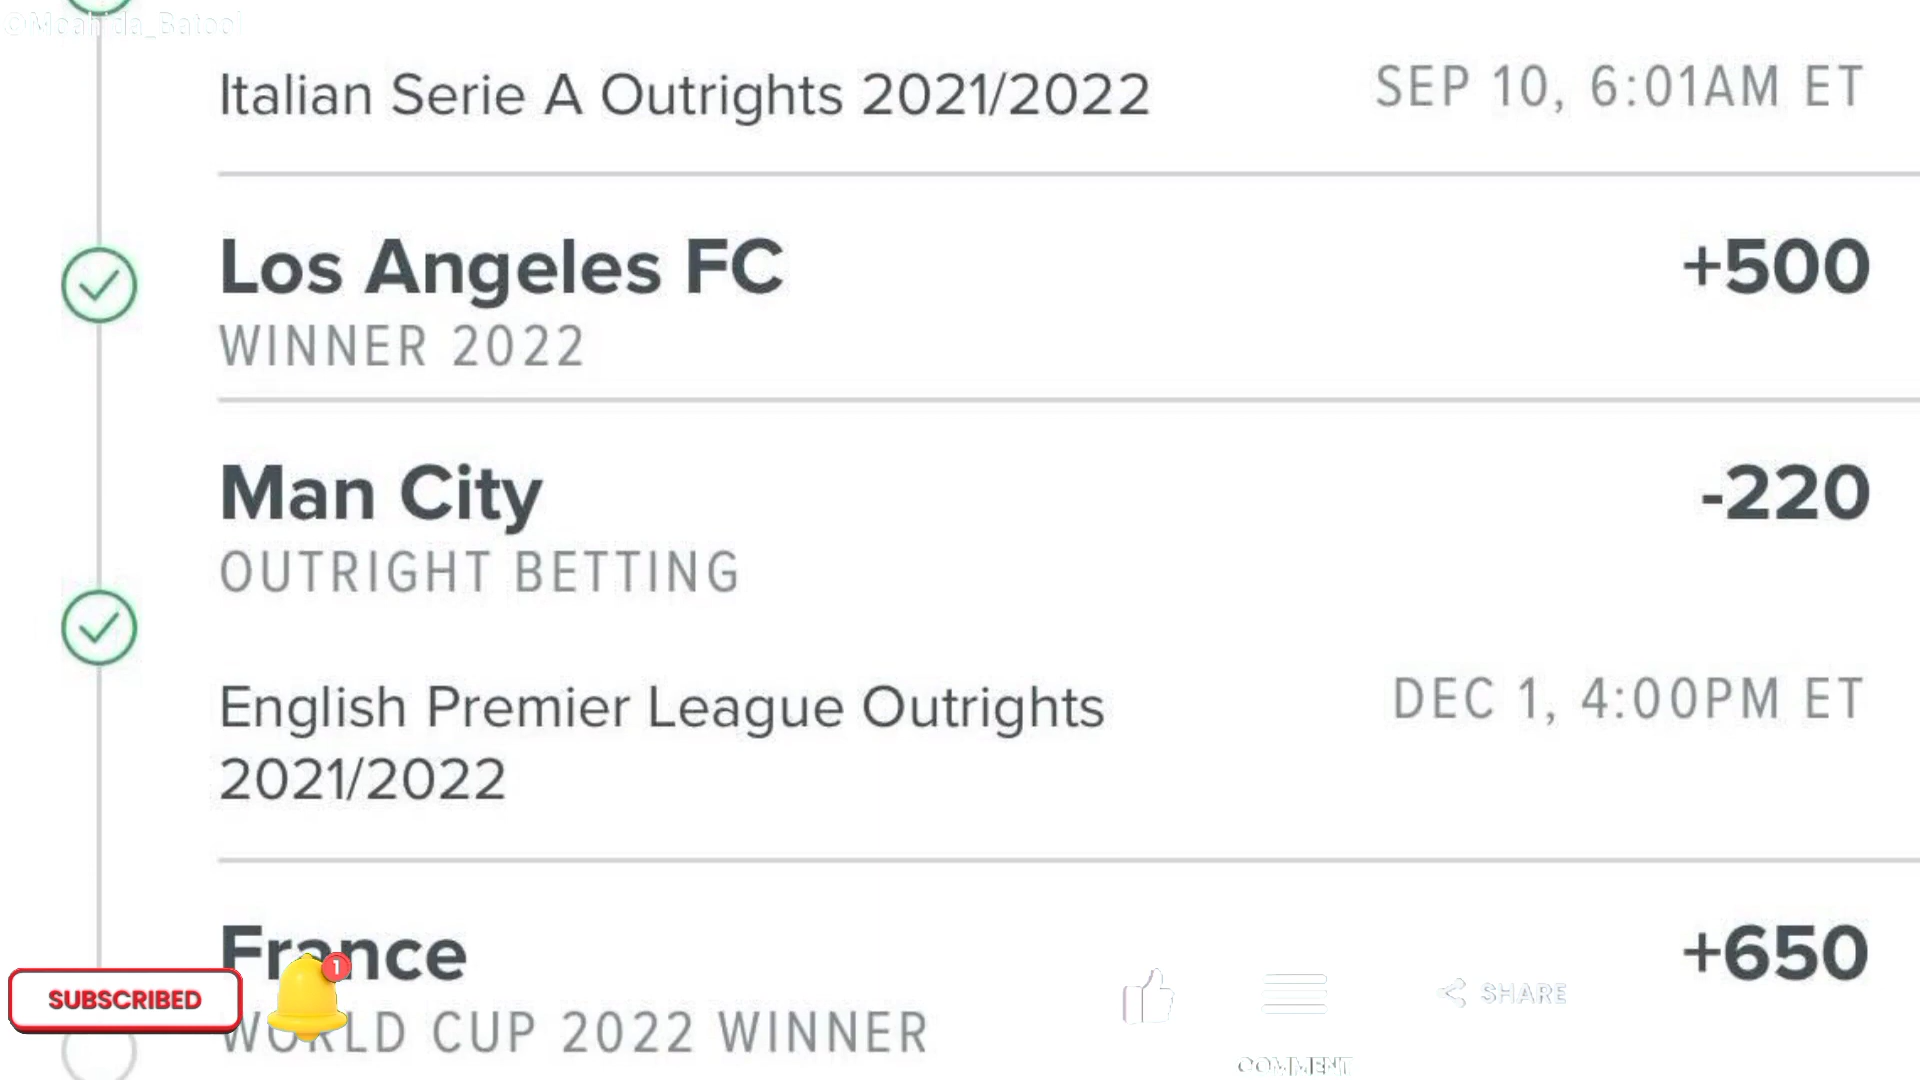 Italian Serie A Outrights 2021/2022
SEP 10, 6:01AM ET
Los Angeles FC
+500
WINNER 2022
Man City
-220
OUTRIGHT BETTING
English Premier League Outrights
2021/2022
DEC 1, 4:00PM ET
France
+650
WORLD CUP 2022 WINNER
SUBSCRIBED
1
SHARE
COMMENT